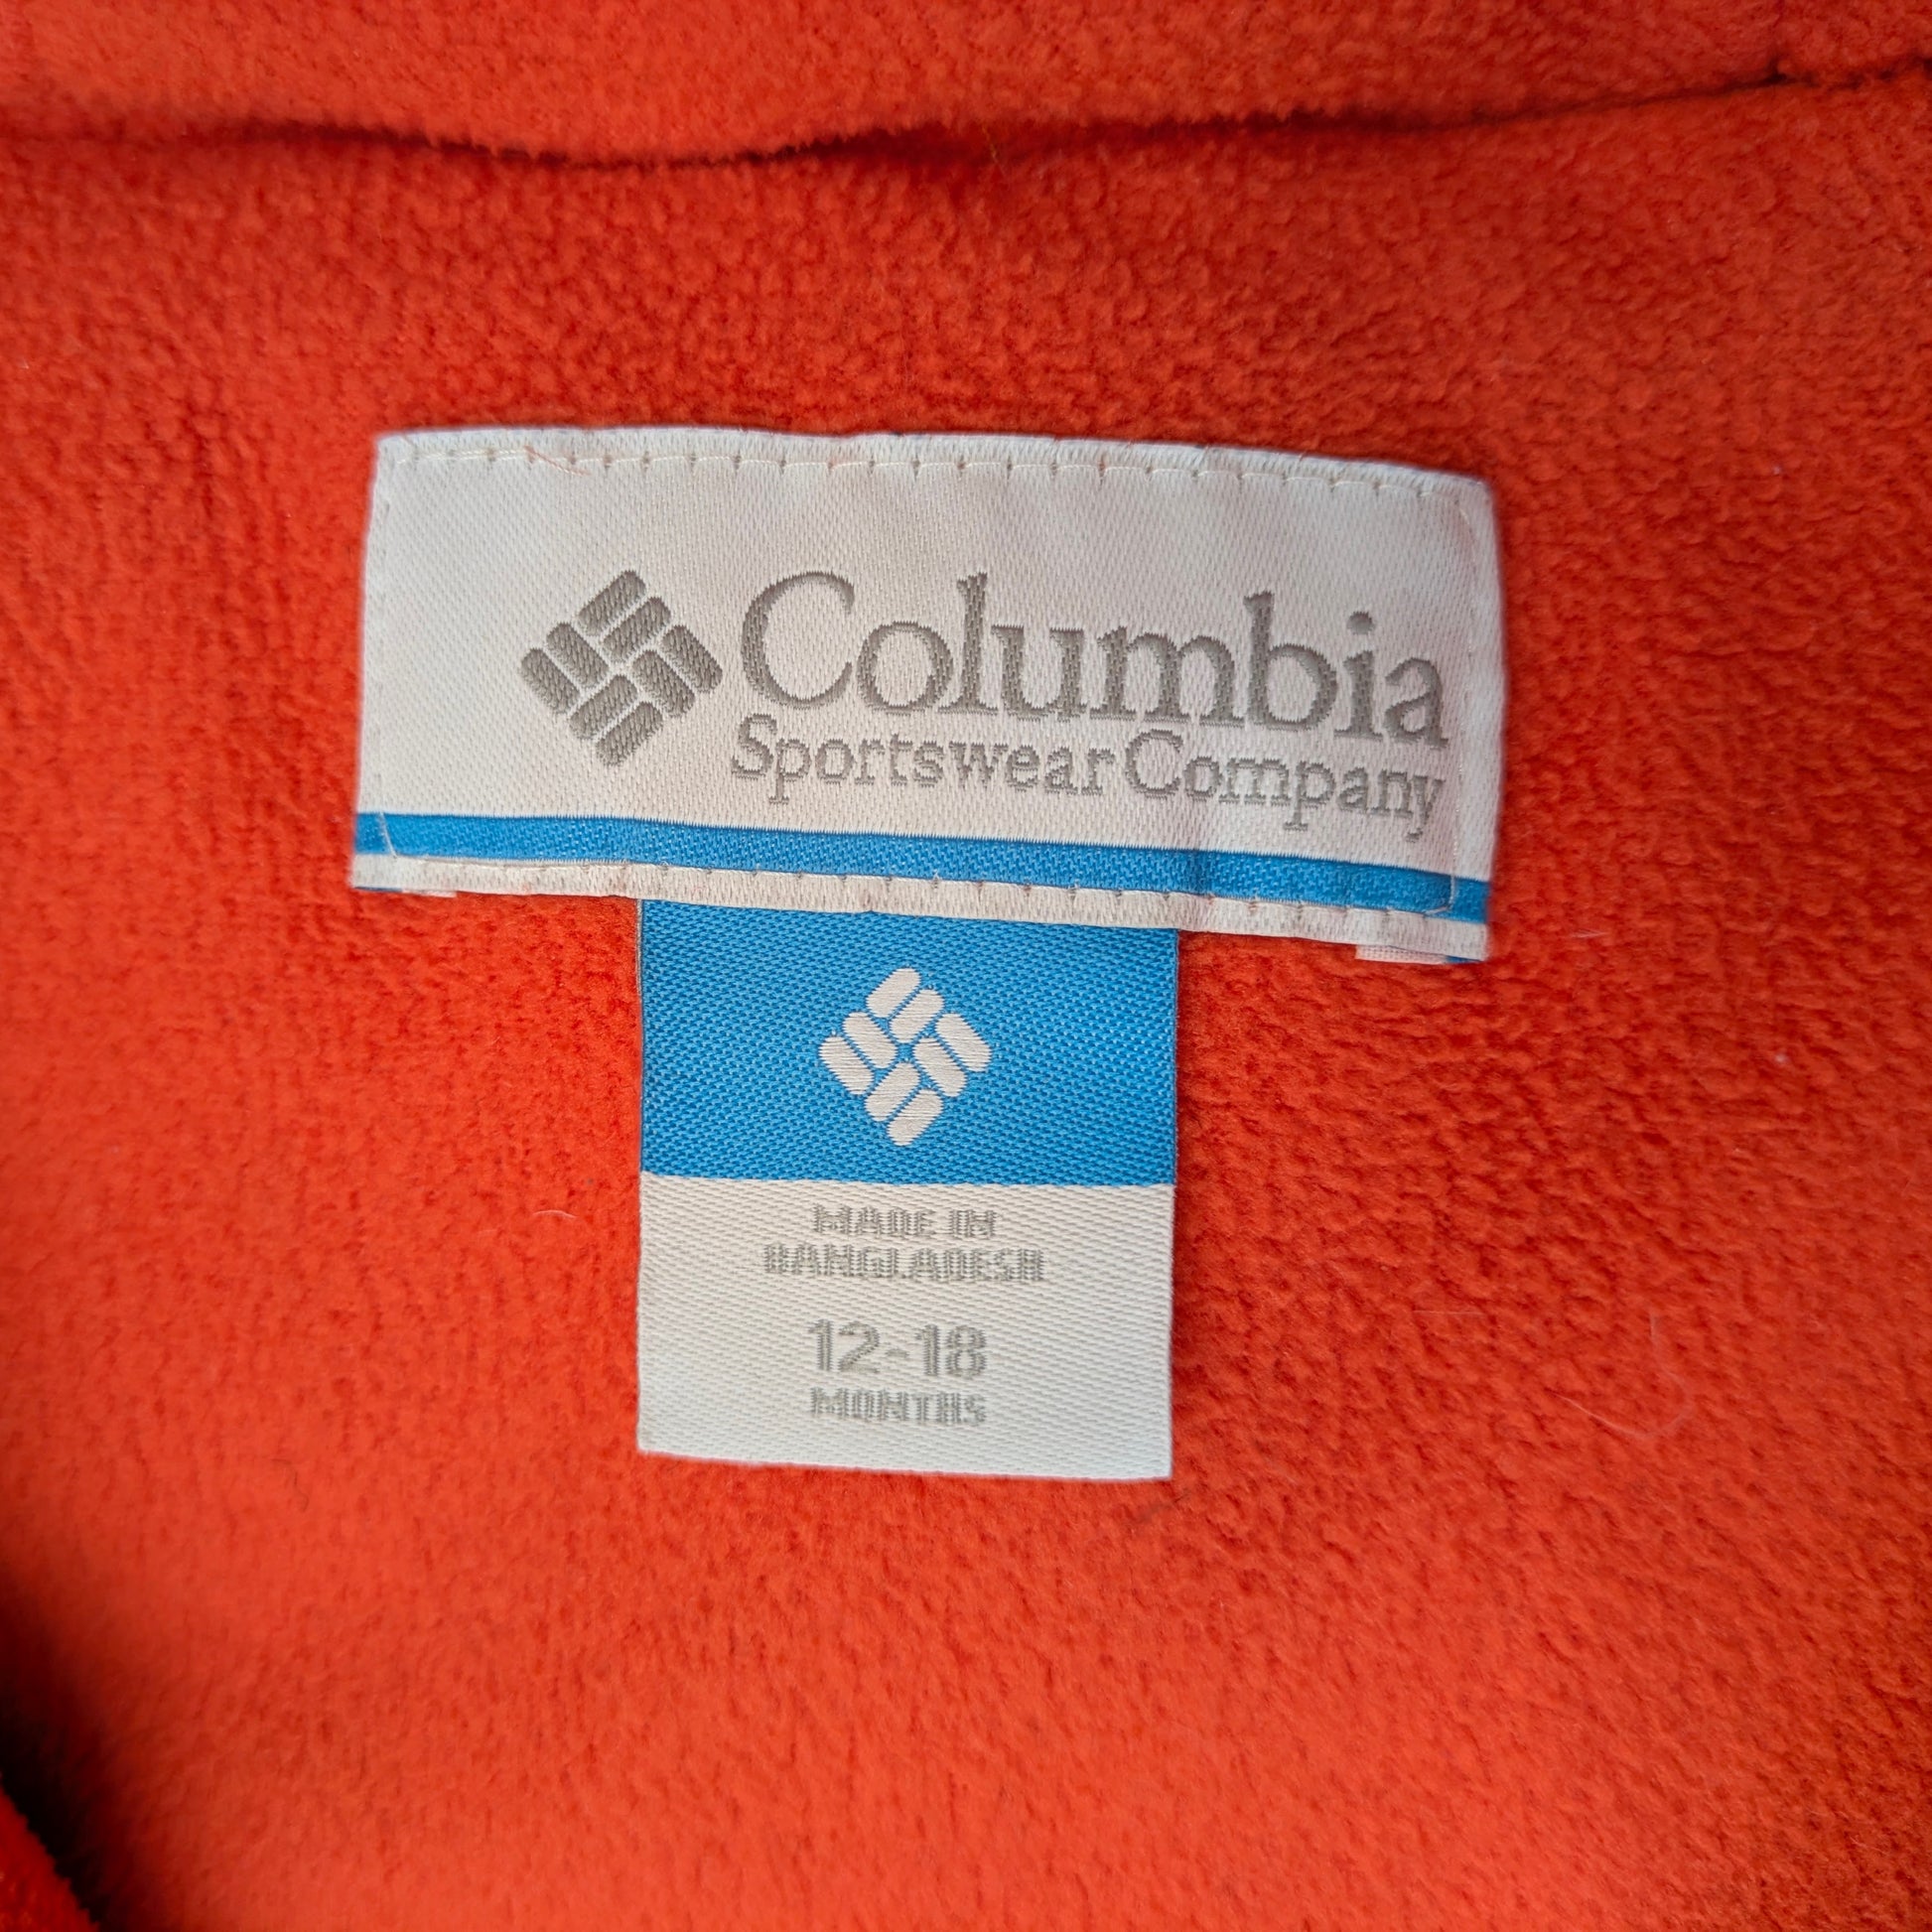 Columbia
Sportswear Company
MADE IN
BANGLADESH
12-18
MONTHS